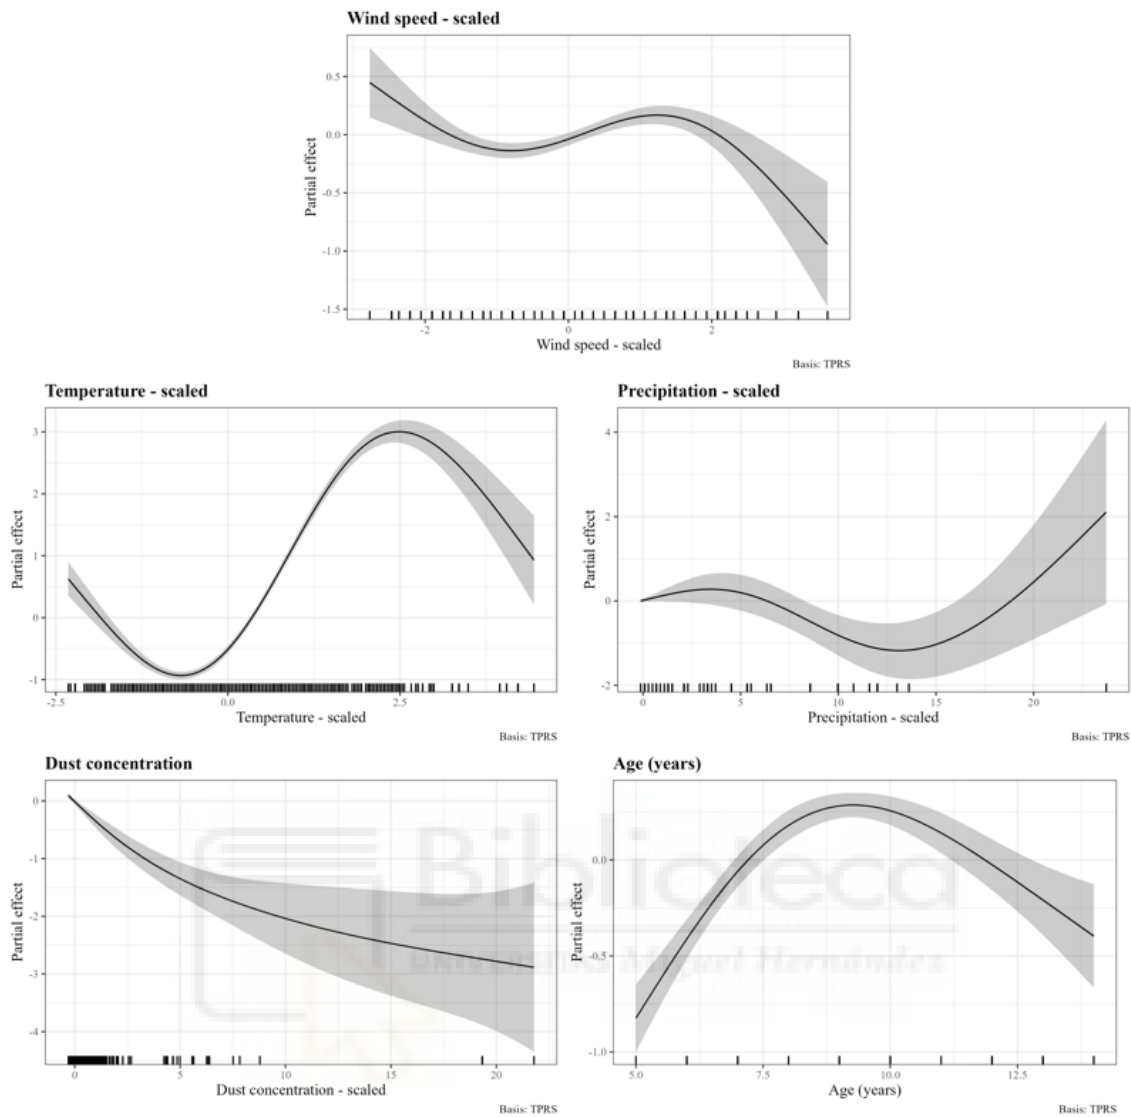 Wind speed - scaled
0.5
0.0
-0.5
-1.0
-1.5
Partial effect
-2
0
2
Wind speed - scaled
Basis: TPRS
Temperature - scaled
3
2
1
0
-1
Partial effect
-2.5
0.0
2.5
Temperature - scaled
Basis: TPRS
Precipitation - scaled
4
2
0
-2
Partial effect
0
5
10
15
20
Precipitation - scaled
Basis: TPRS
Dust concentration
0
-1
-2
-3
-4
Partial effect
0
5
10
15
20
Dust concentration - scaled
Basis: TPRS
Age (years)
0.0
-0.5
-1.0
Partial effect
5.0
7.5
10.0
12.5
Age (years)
Basis: TPRS
Biblioteca
UNIVERSITAS Miguel Hernández